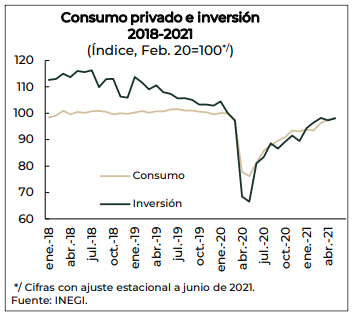 Consumo privado e inversión
2018-2021
(Índice, Feb. 20=100*/)
120
110
100
90
80
70
60
Consumo
Inversión
ene.-18
abr.-18
jul.-18
oct.-18
ene.-19
abr.-19
jul.-19
oct.-19
ene.-20
abr.-20
jul.-20
oct.-20
ene.-21
abr.-21
*/ Cifras con ajuste estacional a junio de 2021.
Fuente: INEGI.